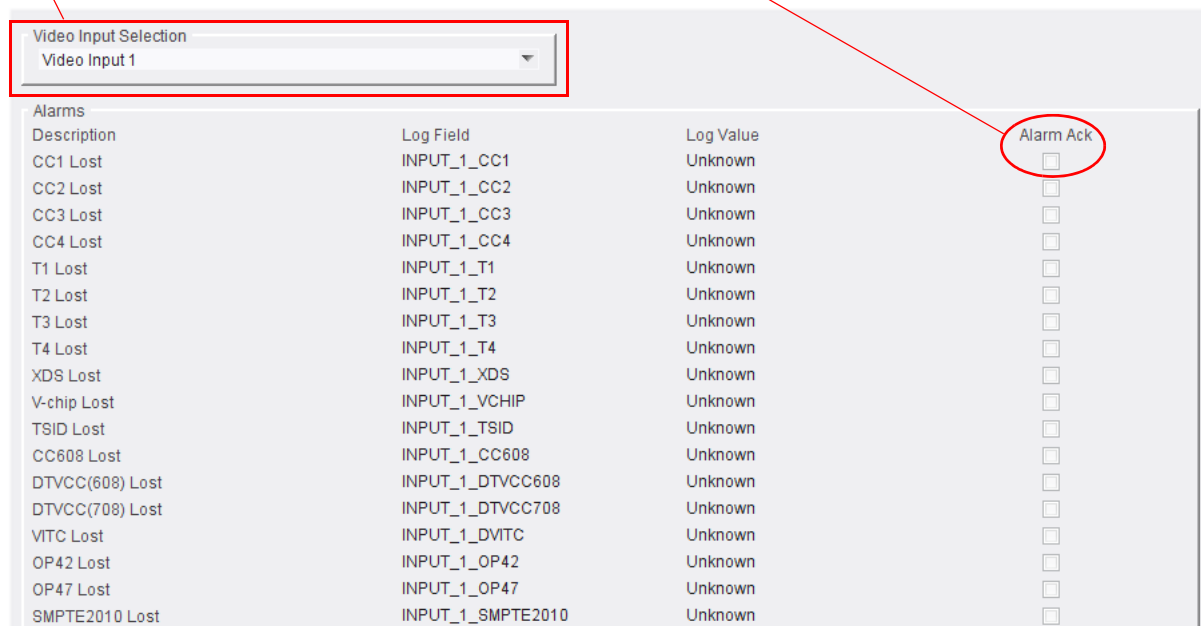 Video Input Selection
Video Input 1
Alarms
Description Log Field Log Value Alarm Ack
CC1 Lost INPUT_1_CC1 Unknown
CC2 Lost INPUT_1_CC2 Unknown
CC3 Lost INPUT_1_CC3 Unknown
CC4 Lost INPUT_1_CC4 Unknown
T1 Lost INPUT_1_T1 Unknown
T2 Lost INPUT_1_T2 Unknown
T3 Lost INPUT_1_T3 Unknown
T4 Lost INPUT_1_T4 Unknown
XDS Lost INPUT_1_XDS Unknown
V-chip Lost INPUT_1_VCHIP Unknown
TSID Lost INPUT_1_TSID Unknown
CC608 Lost INPUT_1_CC608 Unknown
DTVCC(608) Lost INPUT_1_DTVCC608 Unknown
DTVCC(708) Lost INPUT_1_DTVCC708 Unknown
VITC Lost INPUT_1_DVITC Unknown
OP42 Lost INPUT_1_OP42 Unknown
OP47 Lost INPUT_1_OP47 Unknown
SMPTE2010 Lost INPUT_1_SMPTE2010 Unknown